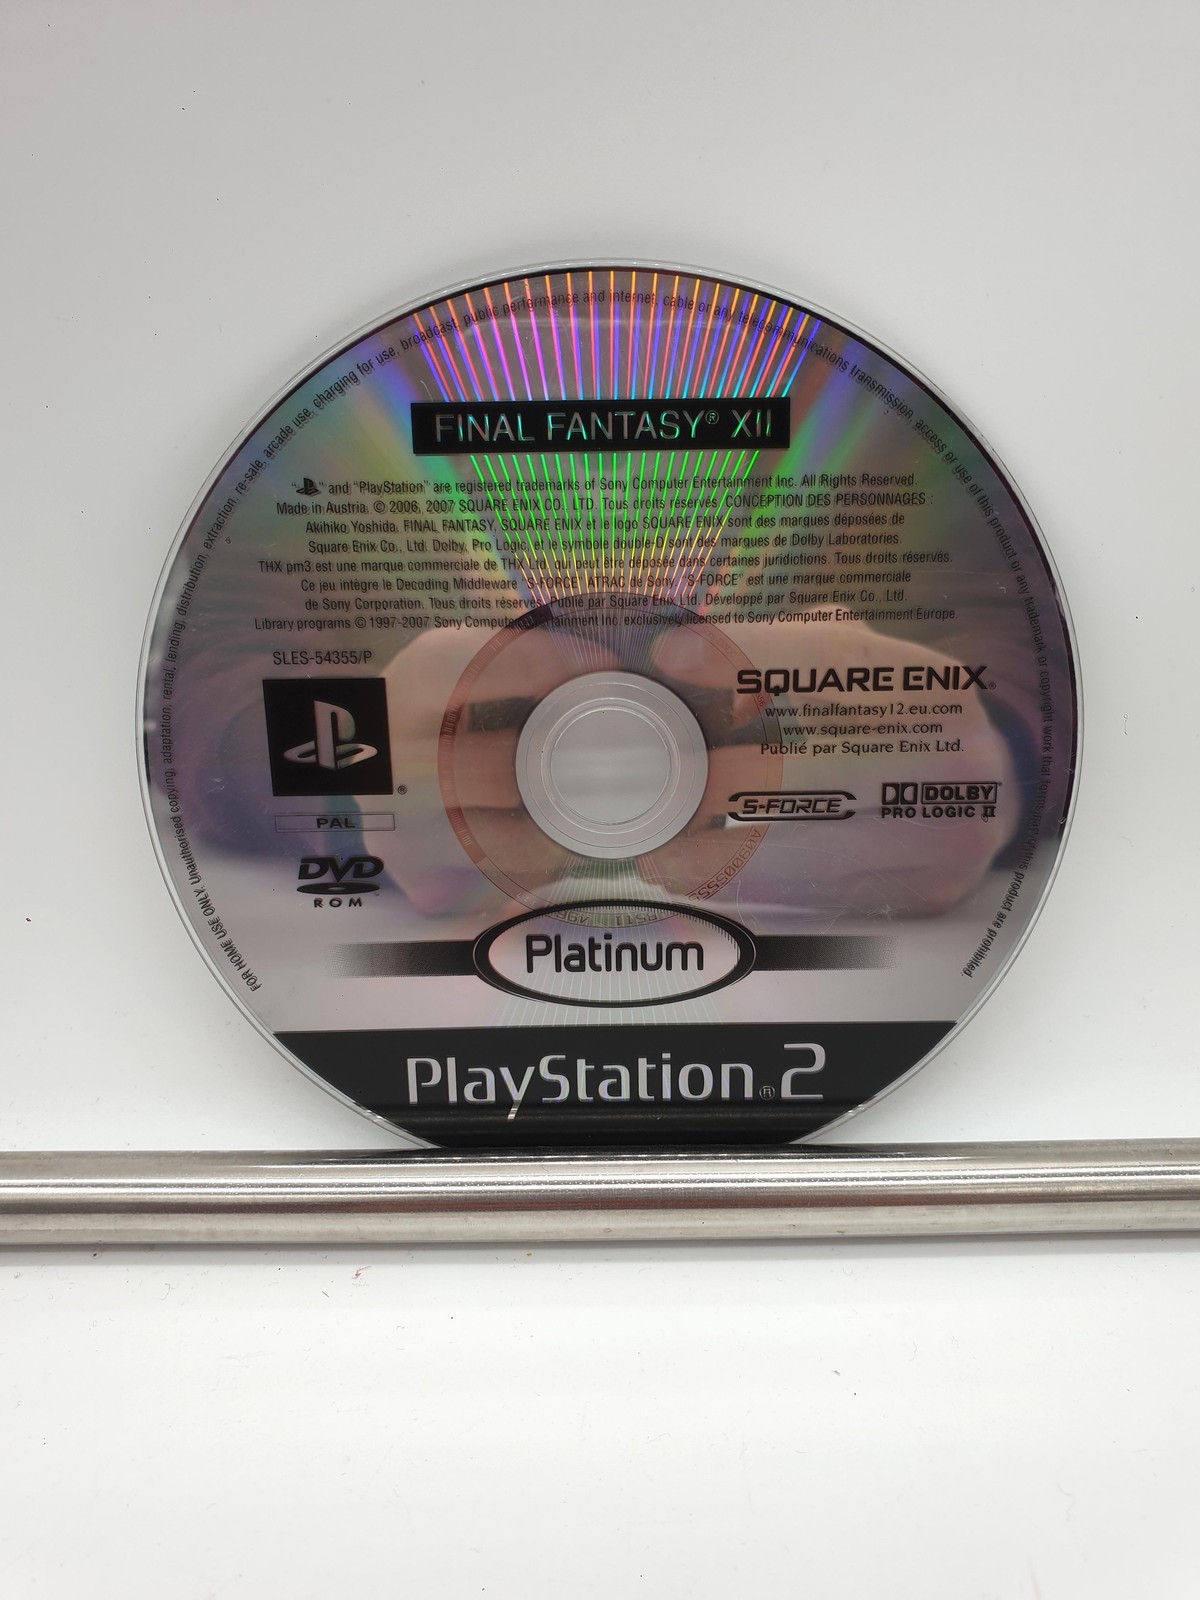 FOR HOME USE ONLY. Unauthorised copying, adaptation, rental, lending, distribution, extraction, re-sale, arcade use, charging for use, broadcast, public performance and internet, cable or any telecommunications transmission, access or use of this product or any trademark or copyright work that forms part of this product are prohibited.
FINAL FANTASY® XII
" " and "PlayStation" are registered trademarks of Sony Computer Entertainment Inc. All Rights Reserved.
Made in Austria. © 2006, 2007 SQUARE ENIX CO., LTD. Tous droits réservés. CONCEPTION DES PERSONNAGES :
Akihiko Yoshida. FINAL FANTASY, SQUARE ENIX et le logo SQUARE ENIX sont des marques déposées de
Square Enix Co., Ltd. Dolby, Pro Logic, et le symbole double-D sont des marques de Dolby Laboratories.
THX pm3 est une marque commerciale de THX Ltd. qui peut être déposée dans certaines juridictions. Tous droits réservés.
Ce jeu intègre le Decoding Middleware "S-FORCE" ATRAC de Sony. "S-FORCE" est une marque commerciale
de Sony Corporation. Tous droits réservés. Publié par Square Enix Ltd. Développé par Square Enix Co., Ltd.
Library programs © 1997-2007 Sony Computer Entertainment Inc. exclusively licensed to Sony Computer Entertainment Europe.
SLES-54355/P
®
PAL
DVD
ROM
SQUARE ENIX®
www.finalfantasy12.eu.com
www.square-enix.com
Publié par Square Enix Ltd.
S-FORCE
DOLBY
PRO LOGIC II
Platinum
PlayStation®2